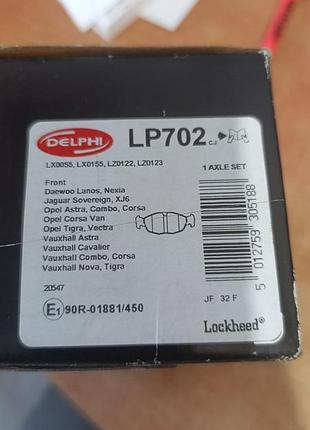 DELPHI LP702 CJ
LX0055, LX0155, LZ0122, LZ0123
1 AXLE SET
Front
Daewoo Lanos, Nexia
Jaguar Sovereign, XJ6
Opel Astra, Combo, Corsa
Opel Corsa Van
Opel Tigra, Vectra
Vauxhall Astra
Vauxhall Cavalier
Vauxhall Combo, Corsa
Vauxhall Nova, Tigra
20547
E1 90R-01881/450
JF 32 F
Lockheed®
5 012759 305188